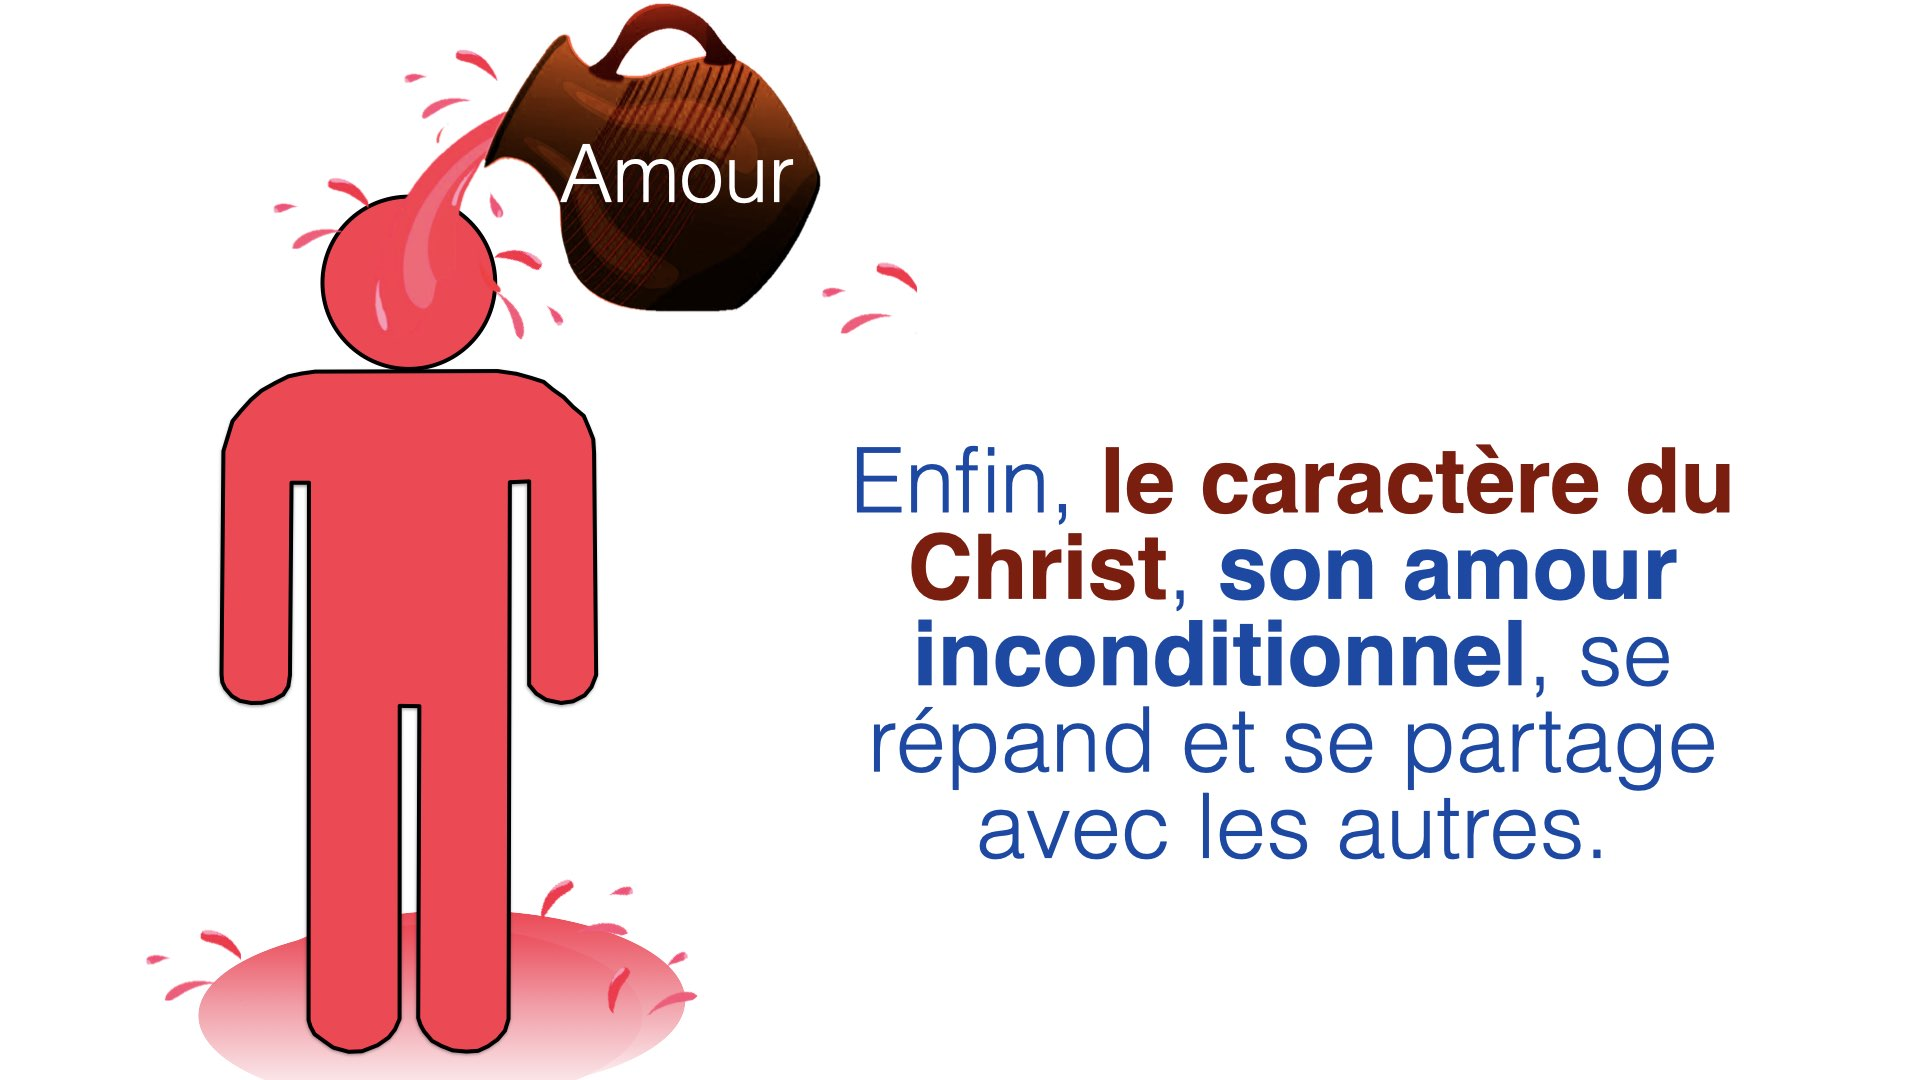 Amour
Enfin, le caractère du
Christ, son amour
inconditionnel, se
répand et se partage
avec les autres.